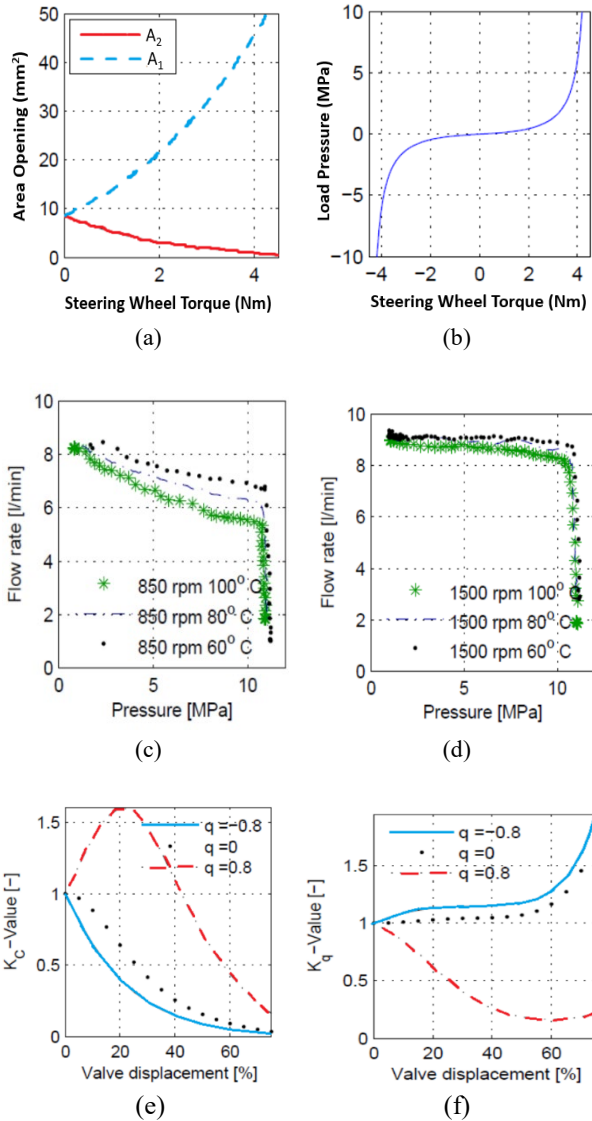 50
40
30
20
10
0
0
2
4
A₂
A₁
Area Opening (mm²)
Steering Wheel Torque (Nm)
(a)
10
5
0
−5
−10
−4
−2
0
2
4
Load Pressure (MPa)
Steering Wheel Torque (Nm)
(b)
10
8
6
4
2
0
0
5
10
850 rpm 100° C
850 rpm 80° C
850 rpm 60° C
Flow rate [l/min]
Pressure [MPa]
(c)
10
8
6
4
2
0
0
5
10
1500 rpm 100° C
1500 rpm 80° C
1500 rpm 60° C
Flow rate [l/min]
Pressure [MPa]
(d)
1.5
1
0.5
0
0
20
40
60
q =−0.8
q =0
q =0.8
K_C−Value [−]
Valve displacement [%]
(e)
1.5
1
0.5
0
0
20
40
60
q =−0.8
q =0
q =0.8
K_q−Value [−]
Valve displacement [%]
(f)